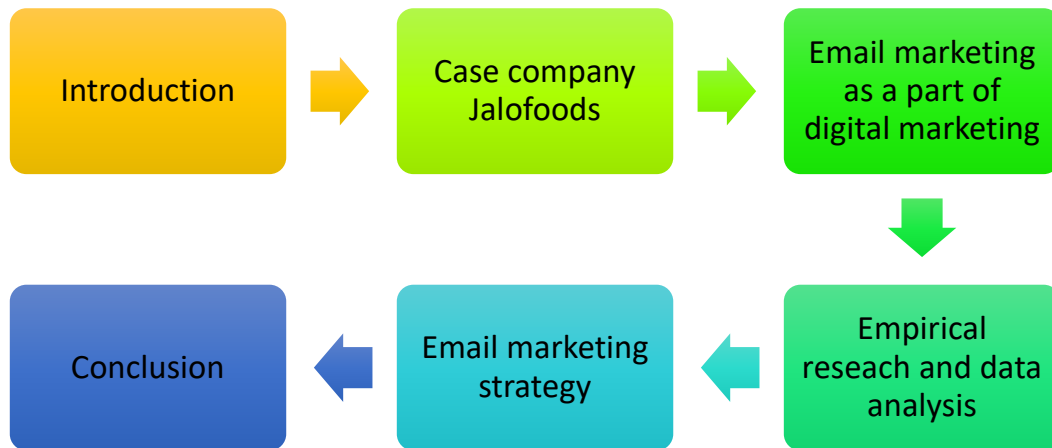 Introduction
Case company
Jalofoods
Email marketing
as a part of
digital marketing
Empirical
reseach and data
analysis
Email marketing
strategy
Conclusion